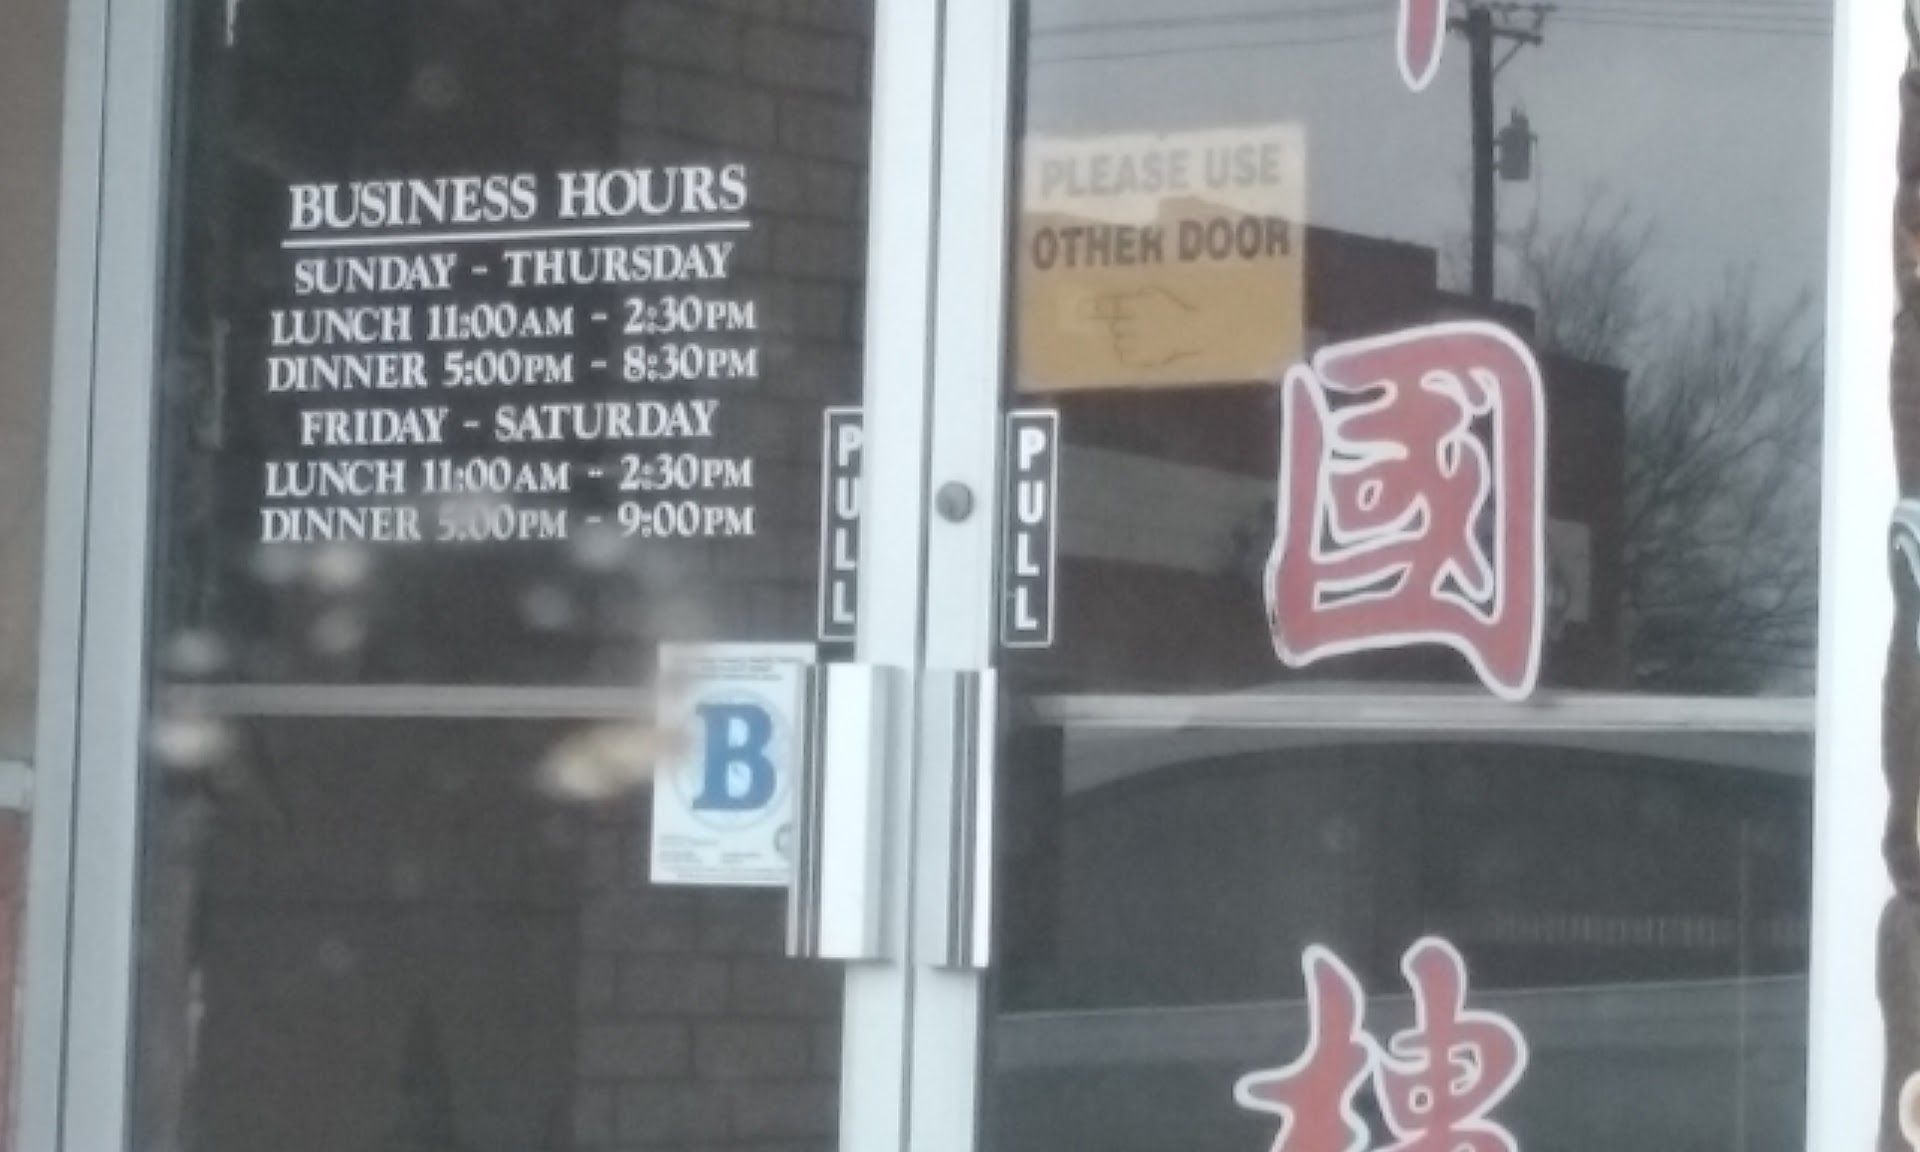 BUSINESS HOURS
SUNDAY - THURSDAY
LUNCH 11:00AM - 2:30PM
DINNER 5:00PM - 8:30PM
FRIDAY - SATURDAY
LUNCH 11:00AM - 2:30PM
DINNER 5:00PM - 9:00PM
PULL
B
PULL
PLEASE USE
OTHER DOOR
國
樓